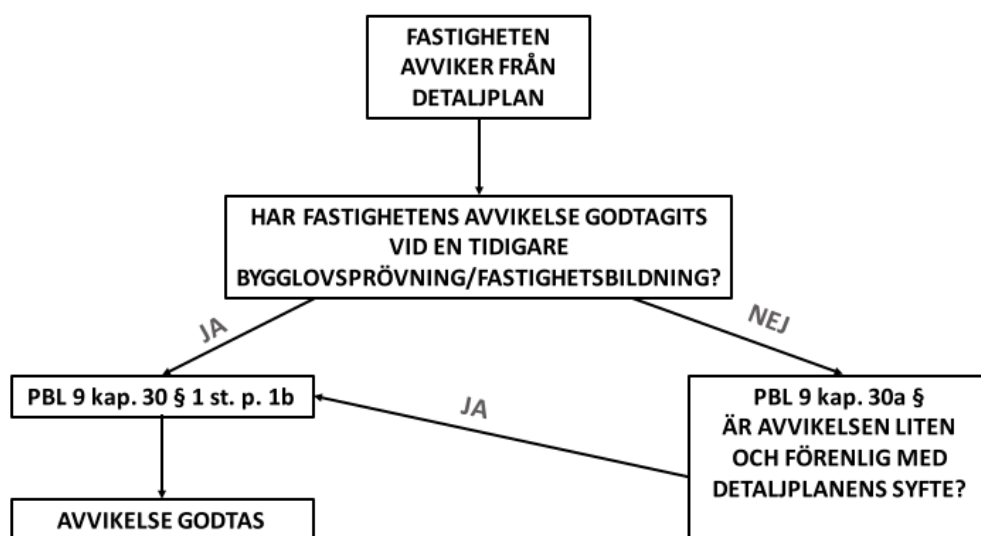 FASTIGHETEN
AVVIKER FRÅN
DETALJPLAN
HAR FASTIGHETENS AVVIKELSE GODTAGITS
VID EN TIDIGARE
BYGGLOVSPRÖVNING/FASTIGHETSBILDNING?
JA
NEJ
PBL 9 kap. 30 § 1 st. p. 1b
JA
PBL 9 kap. 30a §
ÄR AVVIKELSEN LITEN
OCH FÖRENLIG MED
DETALJPLANENS SYFTE?
AVVIKELSE GODTAS